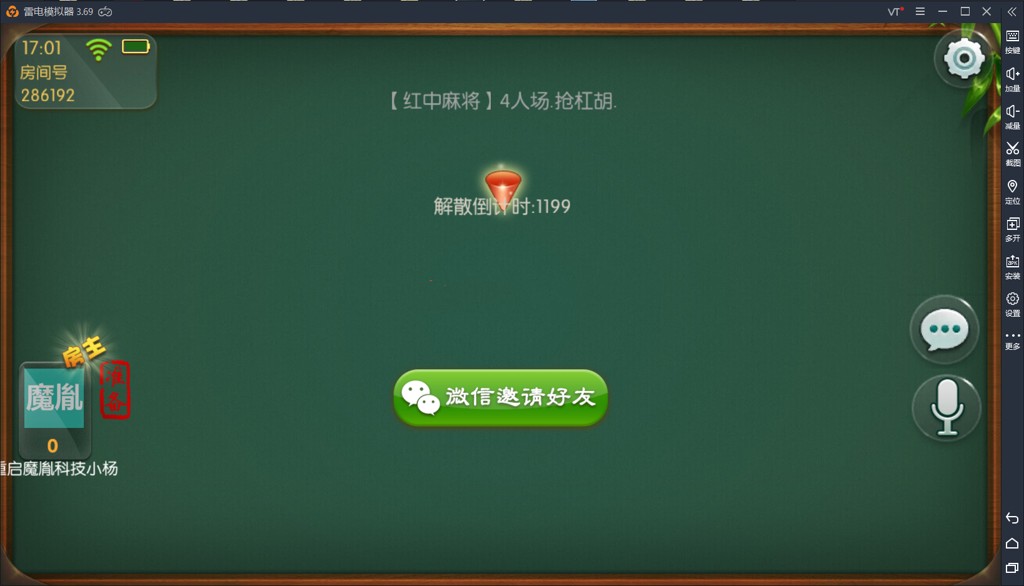 雷电模拟器 3.69
VT
17:01
房间号
286192
【红中麻将】4人场.抢杠胡.
解散倒计时:1199
房主
准备
魔胤
0
重启魔胤科技小杨
微信邀请好友
按键
加量
减量
截图
定位
多开
安装
设置
更多